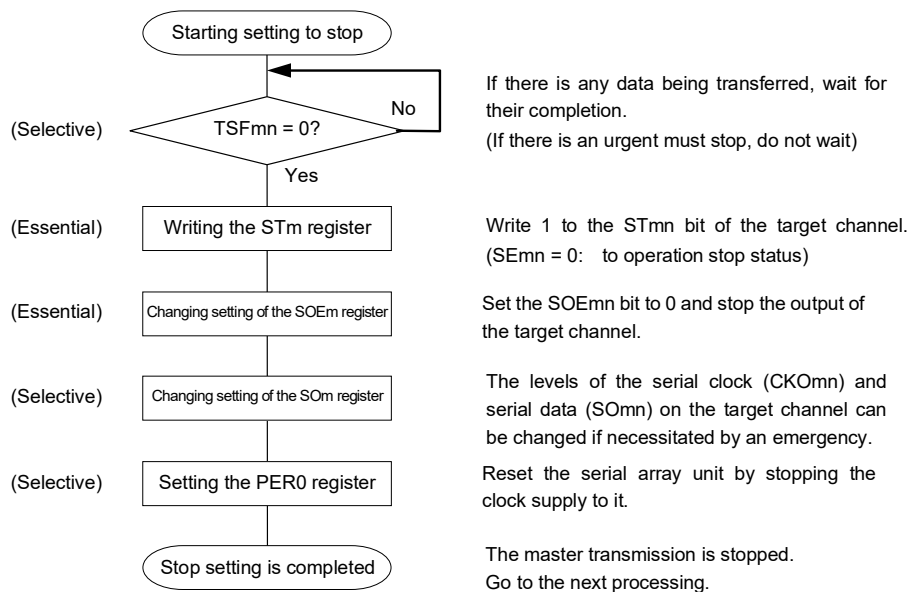 Starting setting to stop
If there is any data being transferred, wait for
their completion.
(If there is an urgent must stop, do not wait)
No
(Selective)
TSFmn = 0?
Yes
(Essential)
Writing the STm register
Write 1 to the STmn bit of the target channel.
(SEmn = 0: to operation stop status)
(Essential)
Changing setting of the SOEm register
Set the SOEmn bit to 0 and stop the output of
the target channel.
(Selective)
Changing setting of the SOm register
The levels of the serial clock (CKOmn) and
serial data (SOmn) on the target channel can
be changed if necessitated by an emergency.
(Selective)
Setting the PER0 register
Reset the serial array unit by stopping the
clock supply to it.
Stop setting is completed
The master transmission is stopped.
Go to the next processing.